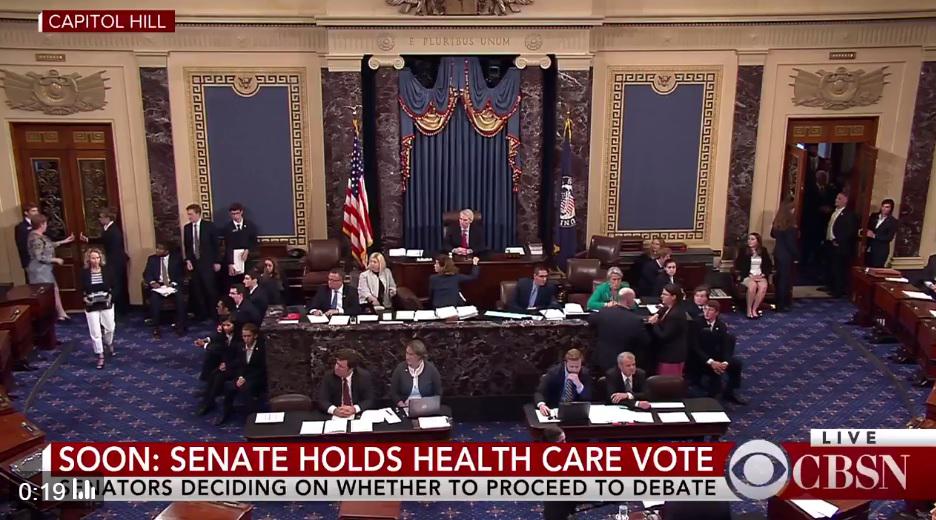 CAPITOL HILL
E PLURIBUS UNUM
SOON: SENATE HOLDS HEALTH CARE VOTE
LIVE
ATORS DECIDING ON WHETHER TO PROCEED TO DEBATE
CBSN
0:19